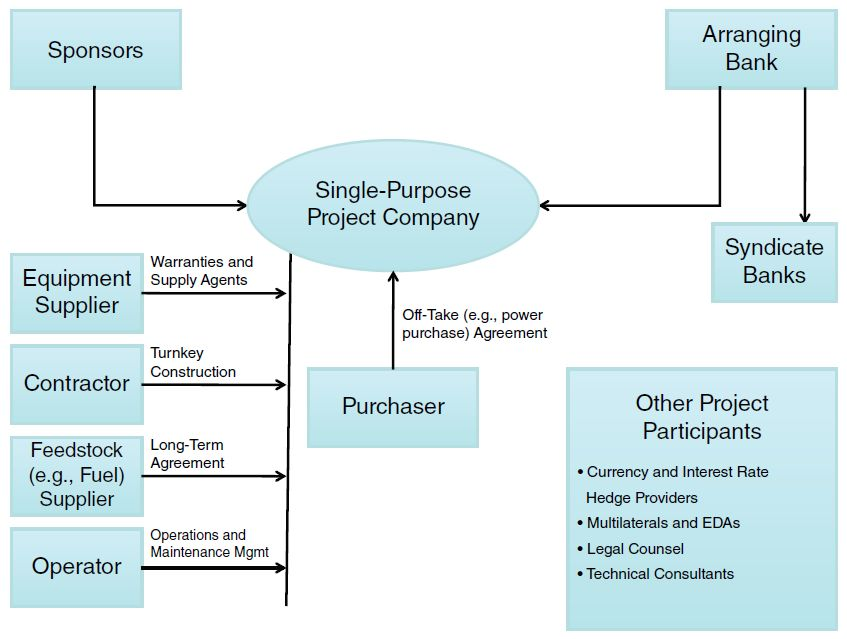 Sponsors
Arranging
Bank
Single-Purpose
Project Company
Syndicate
Banks
Equipment
Supplier
Warranties and
Supply Agents
Off-Take (e.g., power
purchase) Agreement
Contractor
Turnkey
Construction
Purchaser
Feedstock
(e.g., Fuel)
Supplier
Long-Term
Agreement
Operator
Operations and
Maintenance Mgmt
Other Project
Participants
• Currency and Interest Rate
Hedge Providers
• Multilaterals and EDAs
• Legal Counsel
• Technical Consultants